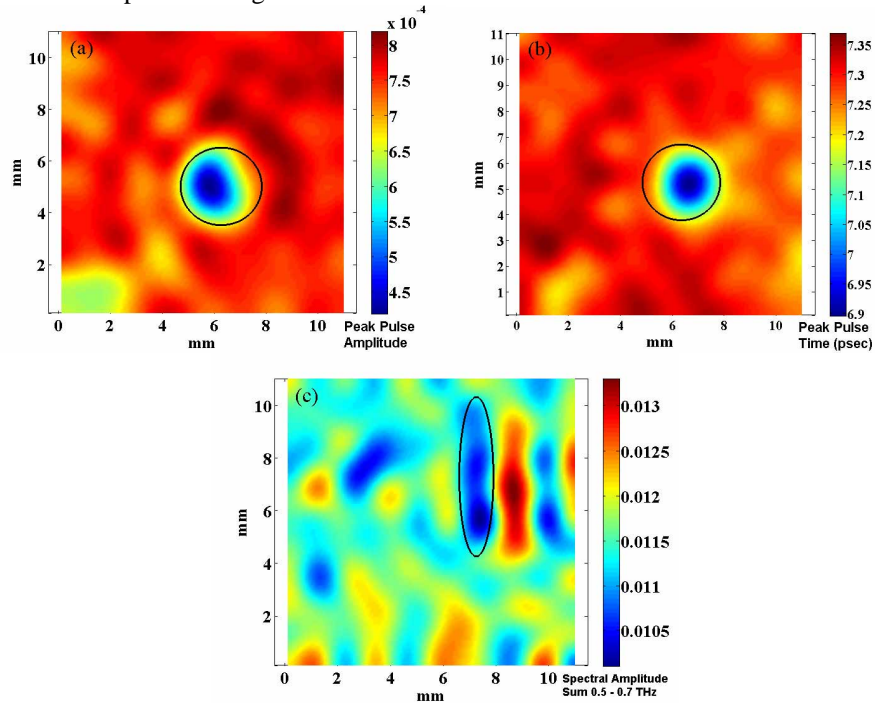 x 10⁻⁴
(a)
10
8
6
4
2
mm
0 2 4 6 8 10
mm
8
7.5
7
6.5
6
5.5
5
4.5
Peak Pulse
Amplitude
(b)
11
10
9
8
7
6
5
4
3
2
1
mm
0 2 4 6 8 10
mm
7.35
7.3
7.25
7.2
7.15
7.1
7.05
7
6.95
6.9
Peak Pulse
Time (psec)
(c)
10
8
6
4
2
mm
0 2 4 6 8 10
mm
0.013
0.0125
0.012
0.0115
0.011
0.0105
Spectral Amplitude
Sum 0.5 - 0.7 THz